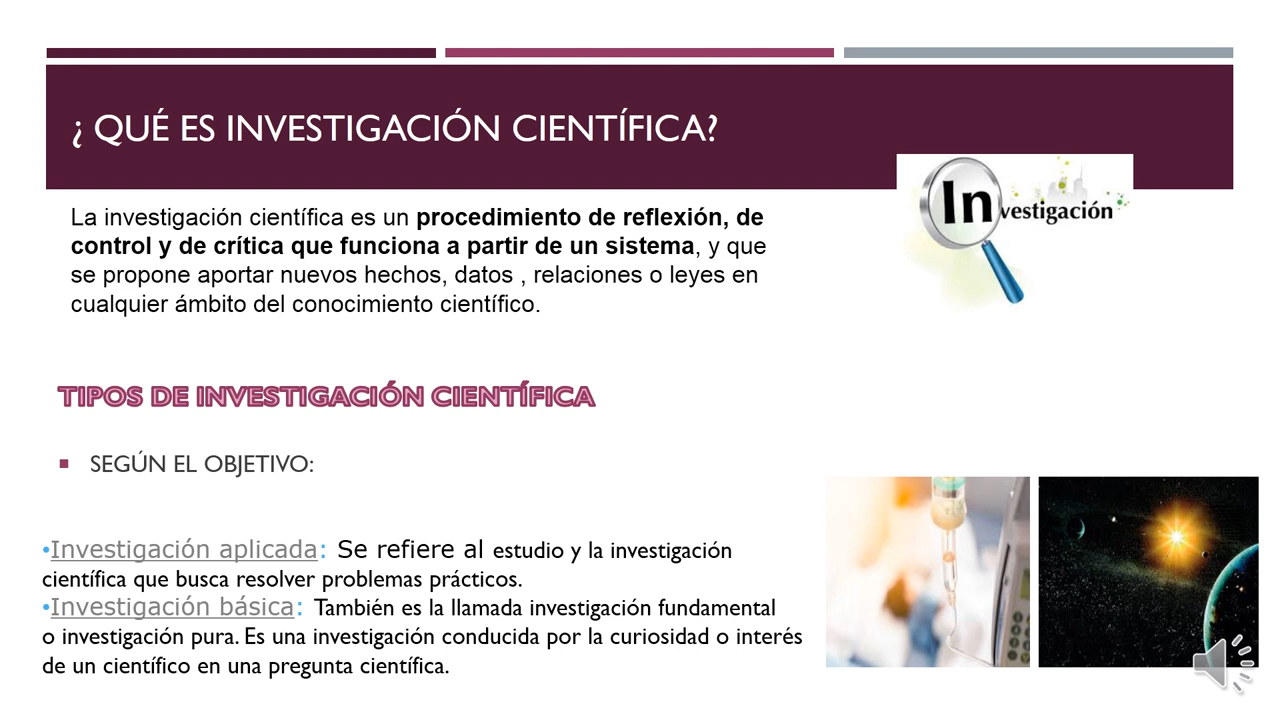 ¿ QUÉ ES INVESTIGACIÓN CIENTÍFICA?
Investigación
La investigación científica es un procedimiento de reflexión, de
control y de crítica que funciona a partir de un sistema, y que
se propone aportar nuevos hechos, datos , relaciones o leyes en
cualquier ámbito del conocimiento científico.
TIPOS DE INVESTIGACIÓN CIENTÍFICA
▪ SEGÚN EL OBJETIVO:
•Investigación aplicada: Se refiere al estudio y la investigación
científica que busca resolver problemas prácticos.
•Investigación básica: También es la llamada investigación fundamental
o investigación pura. Es una investigación conducida por la curiosidad o interés
de un científico en una pregunta científica.